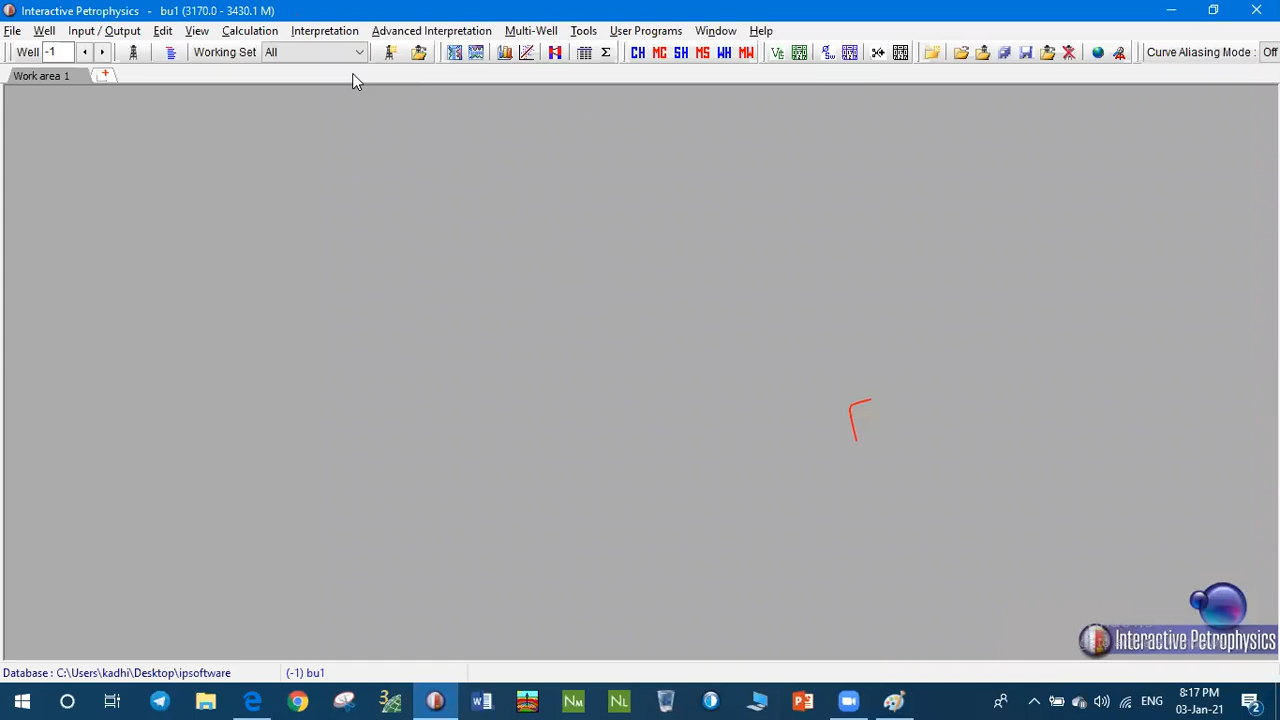 Interactive Petrophysics - bu1 (3170.0 - 3430.1 M)
File Well Input / Output Edit View Calculation Interpretation Advanced Interpretation Multi-Well Tools User Programs Window Help
Well -1 Working Set All Σ CH MC SH MS WH MW Curve Aliasing Mode : Off
Work area 1
Interactive Petrophysics
Database : C:\Users\kadhi\Desktop\ipsoftware (-1) bu1
8:17 PM
ENG
03-Jan-21